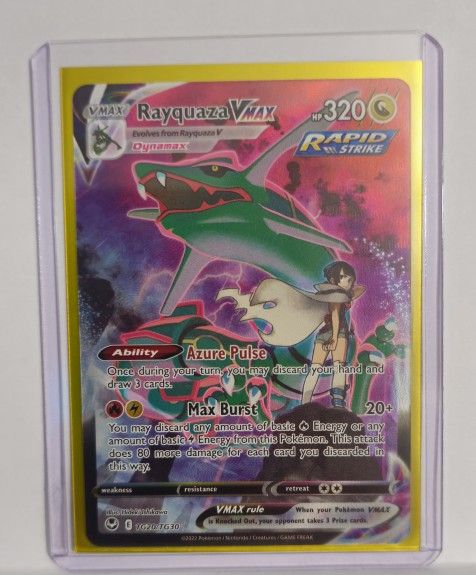 VMAX
Rayquaza VMAX
HP 320
Evolves from Rayquaza V
Dynamax
RAPID
STRIKE
Ability Azure Pulse
Once during your turn, you may discard your hand and
draw 3 cards.
Max Burst 20+
You may discard any amount of basic Energy or any
amount of basic Energy from this Pokémon. This attack
does 80 more damage for each card you discarded in
this way.
weakness resistance retreat
Illus.
E TG20/TG30
VMAX rule When your Pokémon VMAX
is Knocked Out, your opponent takes 3 Prize cards.
©2022 Pokémon / Nintendo / Creatures / GAME FREAK